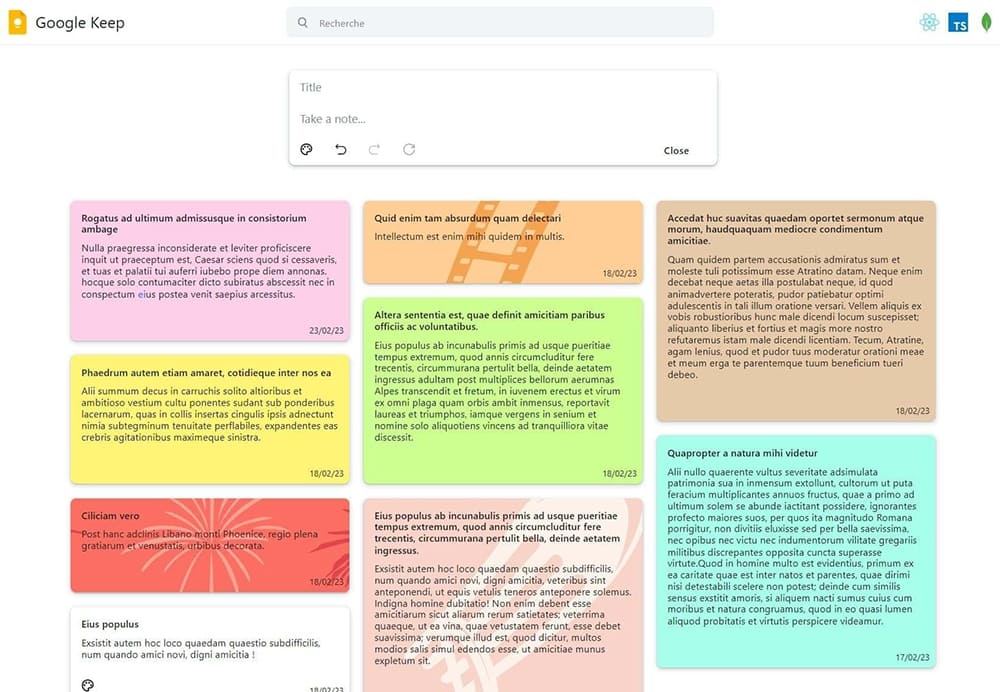 Google Keep
Recherche
TS
Title
Take a note...
Close
Rogatus ad ultimum admissusque in consistorium
ambage
Nulla praegressa inconsiderate et leviter proficiscere
inquit ut praeceptum est, Caesar sciens quod si cessaveris,
et tuas et palatii tui auferri iubebo prope diem annonas.
hocque solo contumaciter dicto subiratus abscessit nec in
conspectum eius postea venit saepius arcessitus.
23/02/23
Phaedrum autem etiam amaret, cotidieque inter nos ea
Alii summum decus in carruchis solito altioribus et
ambitioso vestium cultu ponentes sudant sub ponderibus
lacernarum, quas in collis insertas cingulis ipsis adnectunt
nimia subtegminum tenuitate perflabiles, expandentes eas
crebris agitationibus maximeque sinistra.
18/02/23
Ciliciam vero
Post hanc adclinis Libano monti Phoenice, regio plena
gratiarum et venustatis, urbibus decorata.
18/02/23
Eius populus
Exsistit autem hoc loco quaedam quaestio subdifficilis,
num quando amici novi, digni amicitia !
18/02/23
Quid enim tam absurdum quam delectari
Intellectum est enim mihi quidem in multis.
18/02/23
Altera sententia est, quae definit amicitiam paribus
officiis ac voluntatibus.
Eius populus ab incunabulis primis ad usque pueritiae
tempus extremum, quod annis circumcluditur fere
trecentis, circummurana pertulit bella, deinde aetatem
ingressus adultam post multiplices bellorum aerumnas
Alpes transcendit et fretum, in iuvenem erectus et virum
ex omni plaga quam orbis ambit inmensus, reportavit
laureas et triumphos, iamque vergens in senium et
nomine solo aliquotiens vincens ad tranquilliora vitae
discessit.
18/02/23
Eius populus ab incunabulis primis ad usque pueritiae
tempus extremum, quod annis circumcluditur fere
trecentis, circummurana pertulit bella, deinde aetatem
ingressus.
Exsistit autem hoc loco quaedam quaestio subdifficilis,
num quando amici novi, digni amicitia, veteribus sint
anteponendi, ut equis vetulis teneros anteponere solemus.
Indigna homine dubitatio! Non enim debent esse
amicitiarum sicut aliarum rerum satietates; veterrima
quaeque, ut ea vina, quae vetustatem ferunt, esse debet
suavissima; verumque illud est, quod dicitur, multos
modios salis simul edendos esse, ut amicitiae munus
expletum sit.
Accedat huc suavitas quaedam oportet sermonum atque
morum, haudquaquam mediocre condimentum
amicitiae.
Quam quidem partem accusationis admiratus sum et
moleste tuli potissimum esse Atratino datam. Neque enim
decebat neque aetas illa postulabat neque, id quod
animadvertere poteratis, pudor patiebatur optimi
adulescentis in tali illum oratione versari. Vellem aliquis ex
vobis robustioribus hunc male dicendi locum suscepisset;
aliquanto liberius et fortius et magis more nostro
refutaremus istam male dicendi licentiam. Tecum, Atratine,
agam lenius, quod et pudor tuus moderatur orationi meae
et meum erga te parentemque tuum beneficium tueri
debeo.
18/02/23
Quapropter a natura mihi videtur
Alii nullo quaerente vultus severitate adsimulata
patrimonia sua in inmensum extollunt, cultorum ut puta
feracium multiplicantes annuos fructus, quae a primo ad
ultimum solem se abunde iactitant possidere, ignorantes
profecto maiores suos, per quos ita magnitudo Romana
porrigitur, non divitiis eluxisse sed per bella saevissima,
nec opibus nec victu nec indumentorum vilitate gregariis
militibus discrepantes opposita cuncta superasse
virtute.Quod in homine multo est evidentius, primum ex
ea caritate quae est inter natos et parentes, quae dirimi
nisi detestabili scelere non potest; deinde cum similis
sensus exstitit amoris, si aliquem nacti sumus cuius cum
moribus et natura congruamus, quod in eo quasi lumen
aliquod probitatis et virtutis perspicere videamur.
17/02/23